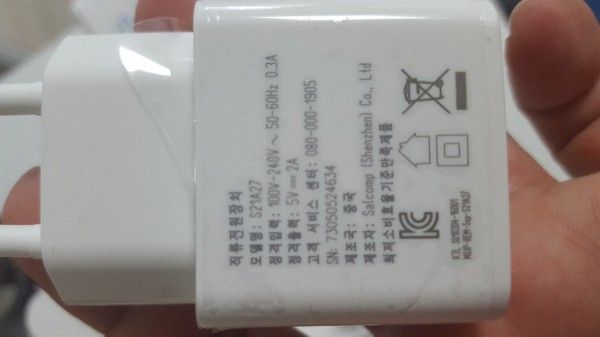 직류전원장치
모델명: S21A27
정격입력: 100V-240V~ 50-60Hz 0.3A
정격출력: 5V 2A
고객 서비스 센터: 080-000-1905
SN: 73050524634
제조국: 중국
제조자: Salcomp (Shenzhen) Co., Ltd
최저소비효율기준만족제품